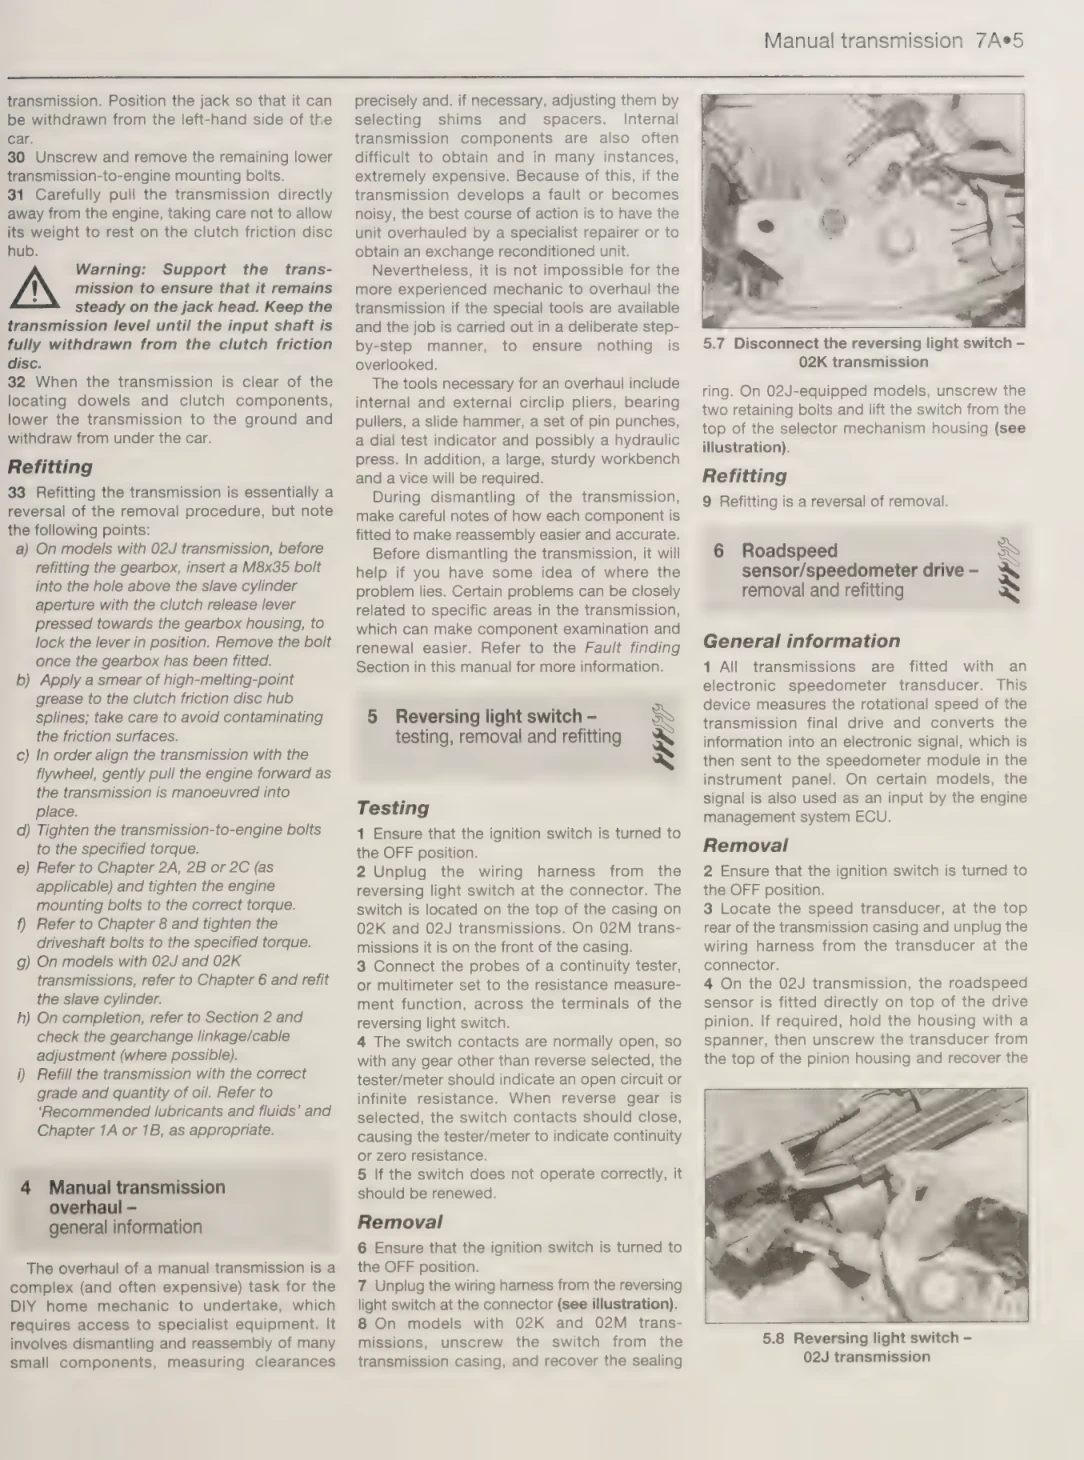 Manual transmission 7A•5
transmission. Position the jack so that it can
be withdrawn from the left-hand side of the
car.
30 Unscrew and remove the remaining lower
transmission-to-engine mounting bolts.
31 Carefully pull the transmission directly
away from the engine, taking care not to allow
its weight to rest on the clutch friction disc
hub.
Warning: Support the trans-
mission to ensure that it remains
steady on the jack head. Keep the
transmission level until the input shaft is
fully withdrawn from the clutch friction
disc.
32 When the transmission is clear of the
locating dowels and clutch components,
lower the transmission to the ground and
withdraw from under the car.
Refitting
33 Refitting the transmission is essentially a
reversal of the removal procedure, but note
the following points:
a) On models with 02J transmission, before
refitting the gearbox, insert a M8x35 bolt
into the hole above the slave cylinder
aperture with the clutch release lever
pressed towards the gearbox housing, to
lock the lever in position. Remove the bolt
once the gearbox has been fitted.
b) Apply a smear of high-melting-point
grease to the clutch friction disc hub
splines; take care to avoid contaminating
the friction surfaces.
c) In order align the transmission with the
flywheel, gently pull the engine forward as
the transmission is manoeuvred into
place.
d) Tighten the transmission-to-engine bolts
to the specified torque.
e) Refer to Chapter 2A, 2B or 2C (as
applicable) and tighten the engine
mounting bolts to the correct torque.
f) Refer to Chapter 8 and tighten the
driveshaft bolts to the specified torque.
g) On models with 02J and 02K
transmissions, refer to Chapter 6 and refit
the slave cylinder.
h) On completion, refer to Section 2 and
check the gearchange linkage/cable
adjustment (where possible).
i) Refill the transmission with the correct
grade and quantity of oil. Refer to
'Recommended lubricants and fluids' and
Chapter 1A or 1B, as appropriate.
4 Manual transmission
overhaul –
general information
The overhaul of a manual transmission is a
complex (and often expensive) task for the
DIY home mechanic to undertake, which
requires access to specialist equipment. It
involves dismantling and reassembly of many
small components, measuring clearances
precisely and. if necessary, adjusting them by
selecting shims and spacers. Internal
transmission components are also often
difficult to obtain and in many instances,
extremely expensive. Because of this, if the
transmission develops a fault or becomes
noisy, the best course of action is to have the
unit overhauled by a specialist repairer or to
obtain an exchange reconditioned unit.
Nevertheless, it is not impossible for the
more experienced mechanic to overhaul the
transmission if the special tools are available
and the job is carried out in a deliberate step-
by-step manner, to ensure nothing is
overlooked.
The tools necessary for an overhaul include
internal and external circlip pliers, bearing
pullers, a slide hammer, a set of pin punches,
a dial test indicator and possibly a hydraulic
press. In addition, a large, sturdy workbench
and a vice will be required.
During dismantling of the transmission,
make careful notes of how each component is
fitted to make reassembly easier and accurate.
Before dismantling the transmission, it will
help if you have some idea of where the
problem lies. Certain problems can be closely
related to specific areas in the transmission,
which can make component examination and
renewal easier. Refer to the Fault finding
Section in this manual for more information.
5 Reversing light switch –
testing, removal and refitting
Testing
1 Ensure that the ignition switch is turned to
the OFF position.
2 Unplug the wiring harness from the
reversing light switch at the connector. The
switch is located on the top of the casing on
02K and 02J transmissions. On 02M trans-
missions it is on the front of the casing.
3 Connect the probes of a continuity tester,
or multimeter set to the resistance measure-
ment function, across the terminals of the
reversing light switch.
4 The switch contacts are normally open, so
with any gear other than reverse selected, the
tester/meter should indicate an open circuit or
infinite resistance. When reverse gear is
selected, the switch contacts should close,
causing the tester/meter to indicate continuity
or zero resistance.
5 If the switch does not operate correctly, it
should be renewed.
Removal
6 Ensure that the ignition switch is turned to
the OFF position.
7 Unplug the wiring harness from the reversing
light switch at the connector (see illustration).
8 On models with 02K and 02M trans-
missions, unscrew the switch from the
transmission casing, and recover the sealing
5.7 Disconnect the reversing light switch –
02K transmission
ring. On 02J-equipped models, unscrew the
two retaining bolts and lift the switch from the
top of the selector mechanism housing (see
illustration).
Refitting
9 Refitting is a reversal of removal.
6 Roadspeed
sensor/speedometer drive –
removal and refitting
General information
1 All transmissions are fitted with an
electronic speedometer transducer. This
device measures the rotational speed of the
transmission final drive and converts the
information into an electronic signal, which is
then sent to the speedometer module in the
instrument panel. On certain models, the
signal is also used as an input by the engine
management system ECU.
Removal
2 Ensure that the ignition switch is turned to
the OFF position.
3 Locate the speed transducer, at the top
rear of the transmission casing and unplug the
wiring harness from the transducer at the
connector.
4 On the 02J transmission, the roadspeed
sensor is fitted directly on top of the drive
pinion. If required, hold the housing with a
spanner, then unscrew the transducer from
the top of the pinion housing and recover the
5.8 Reversing light switch –
02J transmission